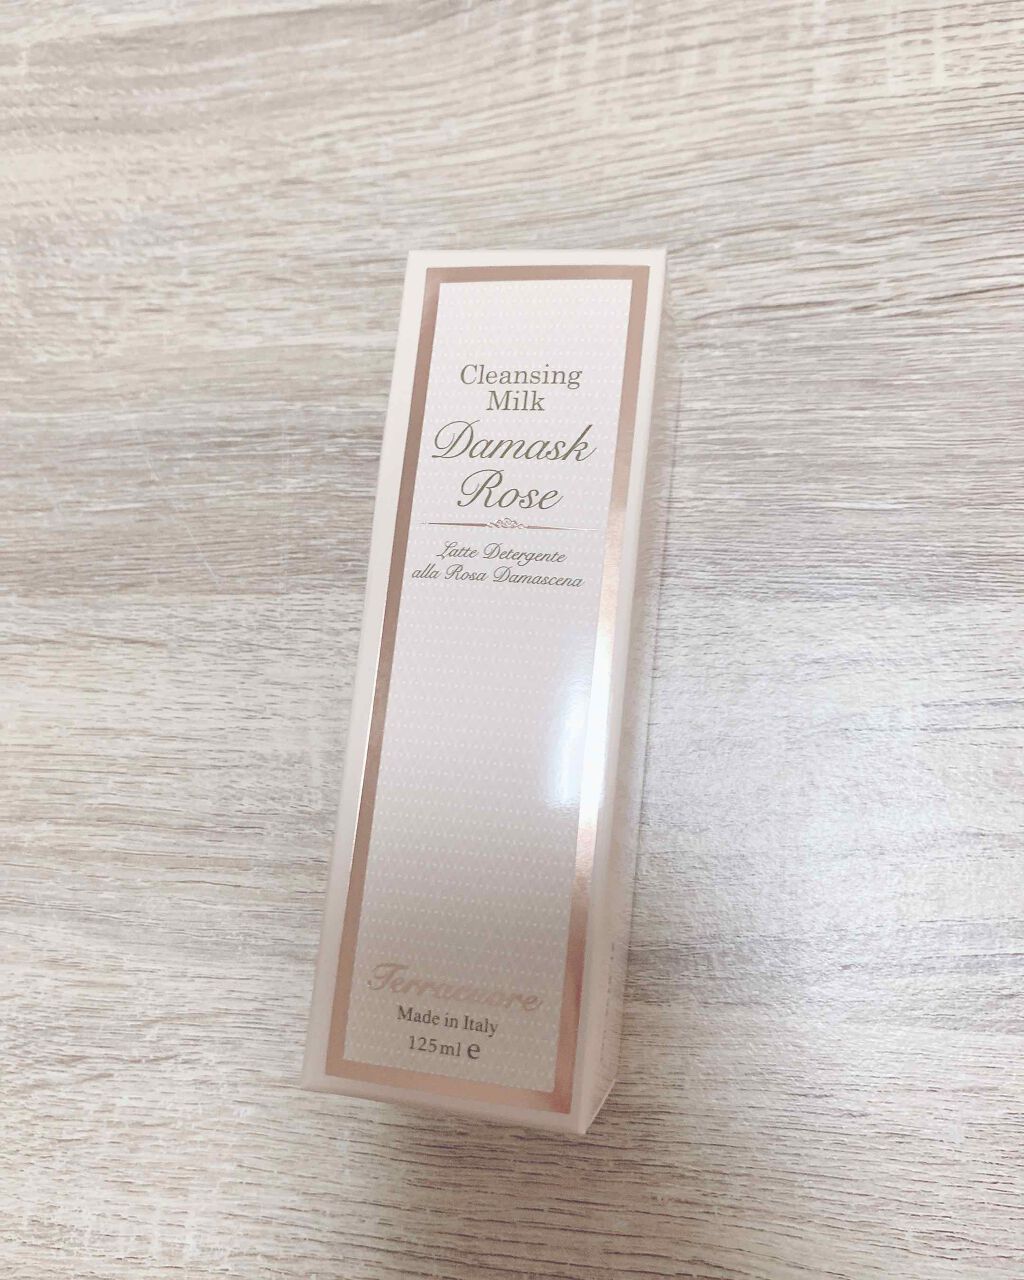 Cleansing
Milk
Damask
Rose
Latte Detergente
alla Rosa Damascena
Terracuore
Made in Italy
125ml e